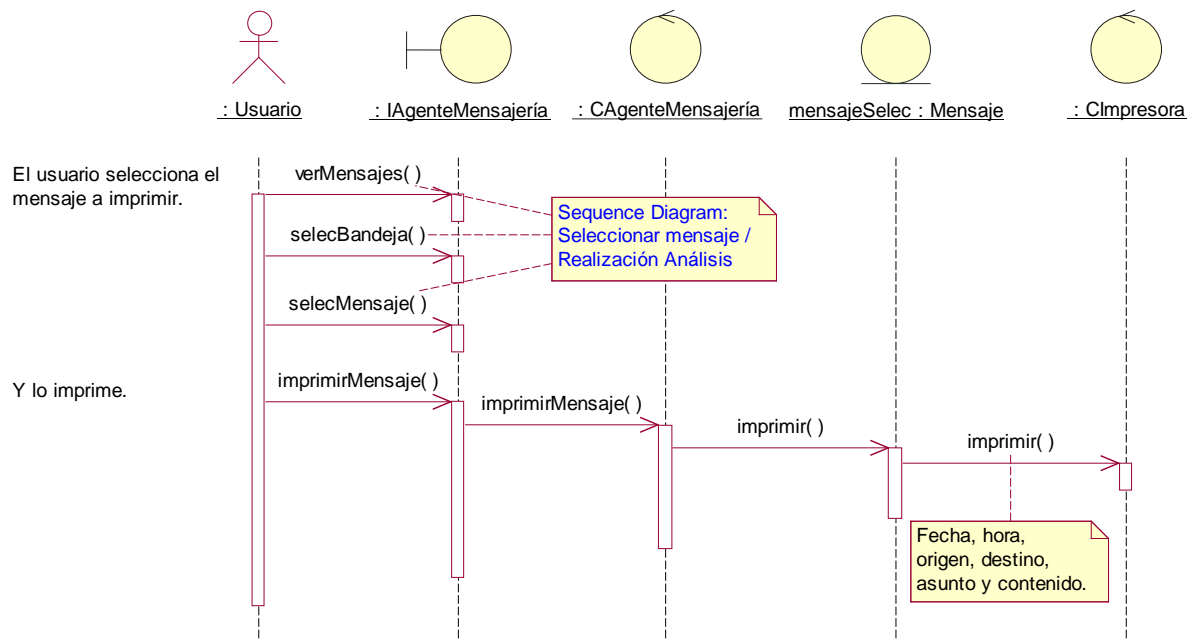 : Usuario
: IAgenteMensajería
: CAgenteMensajería
mensajeSelec : Mensaje
: CImpresora
El usuario selecciona el
mensaje a imprimir.
verMensajes( )
Sequence Diagram:
Seleccionar mensaje /
Realización Análisis
selecBandeja( )
selecMensaje( )
Y lo imprime.
imprimirMensaje( )
imprimirMensaje( )
imprimir( )
imprimir( )
Fecha, hora,
origen, destino,
asunto y contenido.